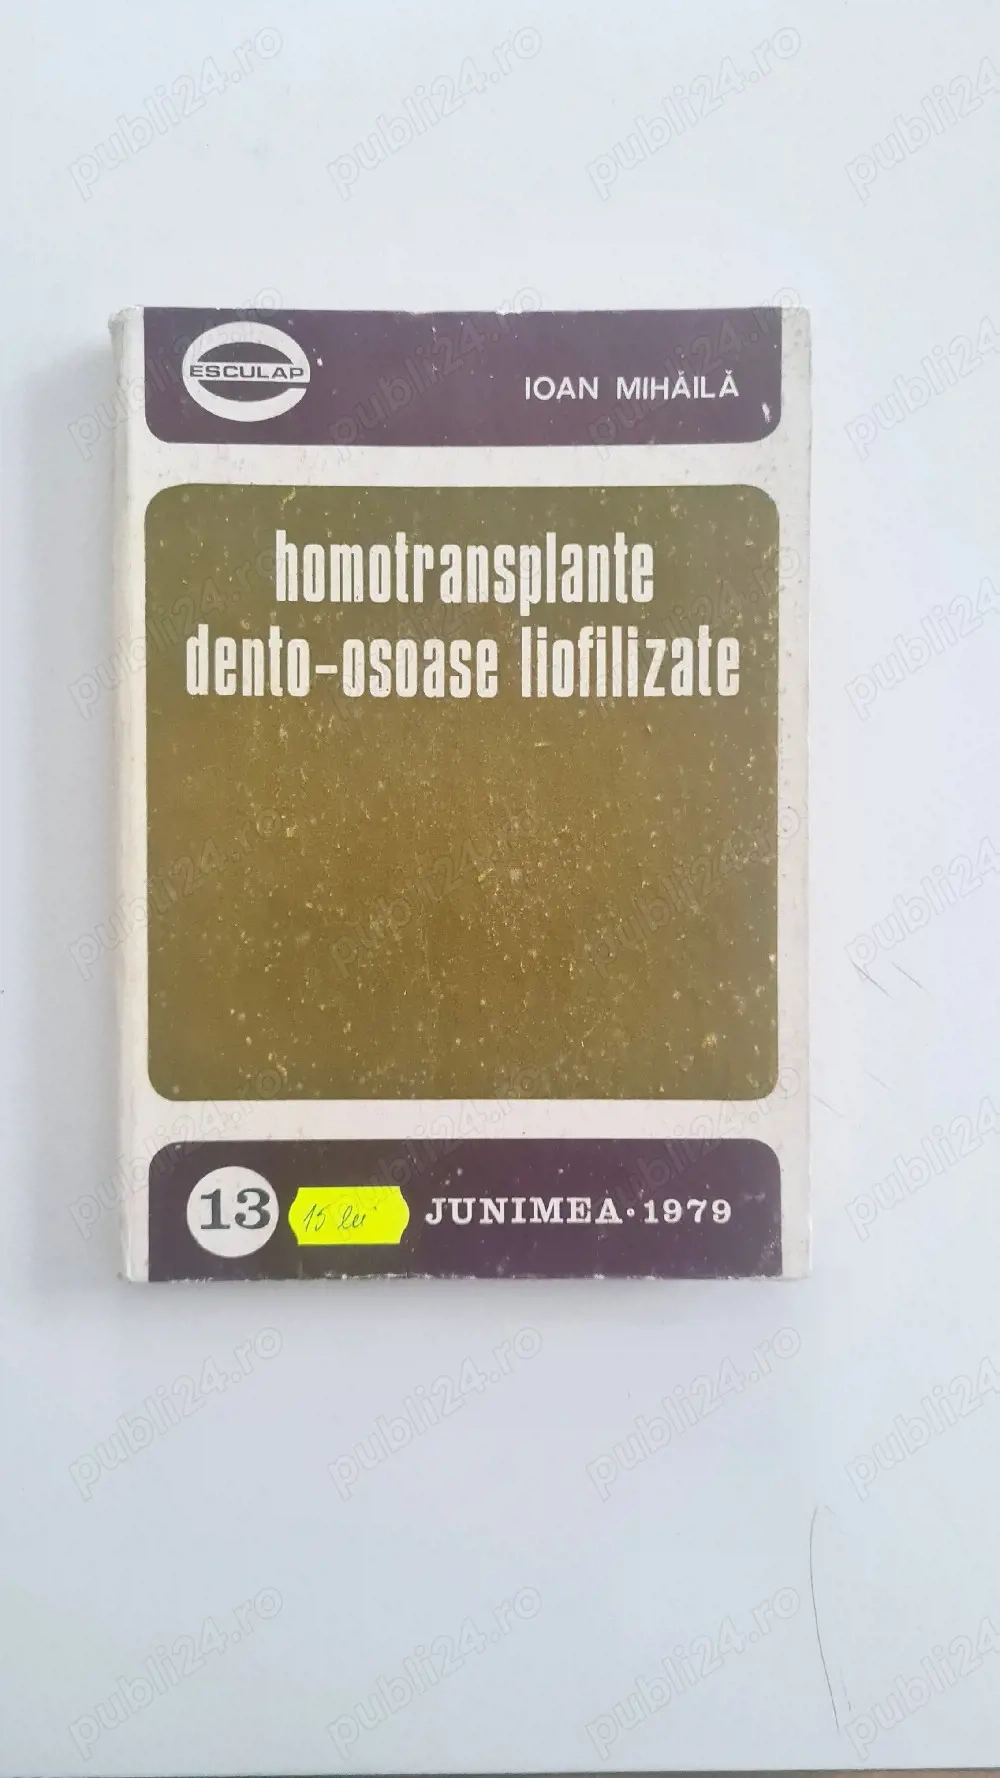 ESCULAP
IOAN MIHĂILĂ
homotransplante
dento-osoase liofilizate
13
15 lei
JUNIMEA • 1979
publi24.ro